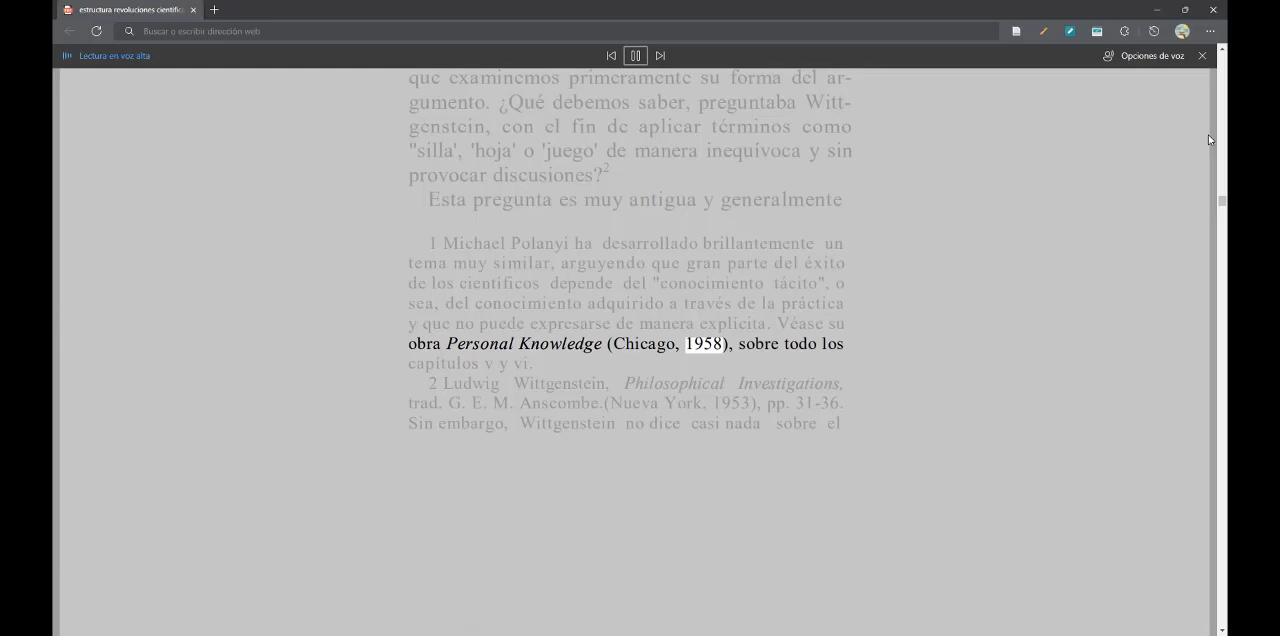 estructura revoluciones científic
Buscar o escribir dirección web
Lectura en voz alta
Opciones de voz
que examinemos primeramente su forma del ar-
gumento. ¿Qué debemos saber, preguntaba Witt-
genstein, con el fin de aplicar términos como
"silla', 'hoja' o 'juego' de manera inequívoca y sin
provocar discusiones?2
Esta pregunta es muy antigua y generalmente
1 Michael Polanyi ha desarrollado brillantemente un
tema muy similar, arguyendo que gran parte del éxito
de los científicos depende del "conocimiento tácito", o
sea, del conocimiento adquirido a través de la práctica
y que no puede expresarse de manera explícita. Véase su
obra Personal Knowledge (Chicago, 1958), sobre todo los
capítulos v y vi.
2 Ludwig Wittgenstein, Philosophical Investigations,
trad. G. E. M. Anscombe.(Nueva York, 1953), pp. 31-36.
Sin embargo, Wittgenstein no dice casi nada sobre el